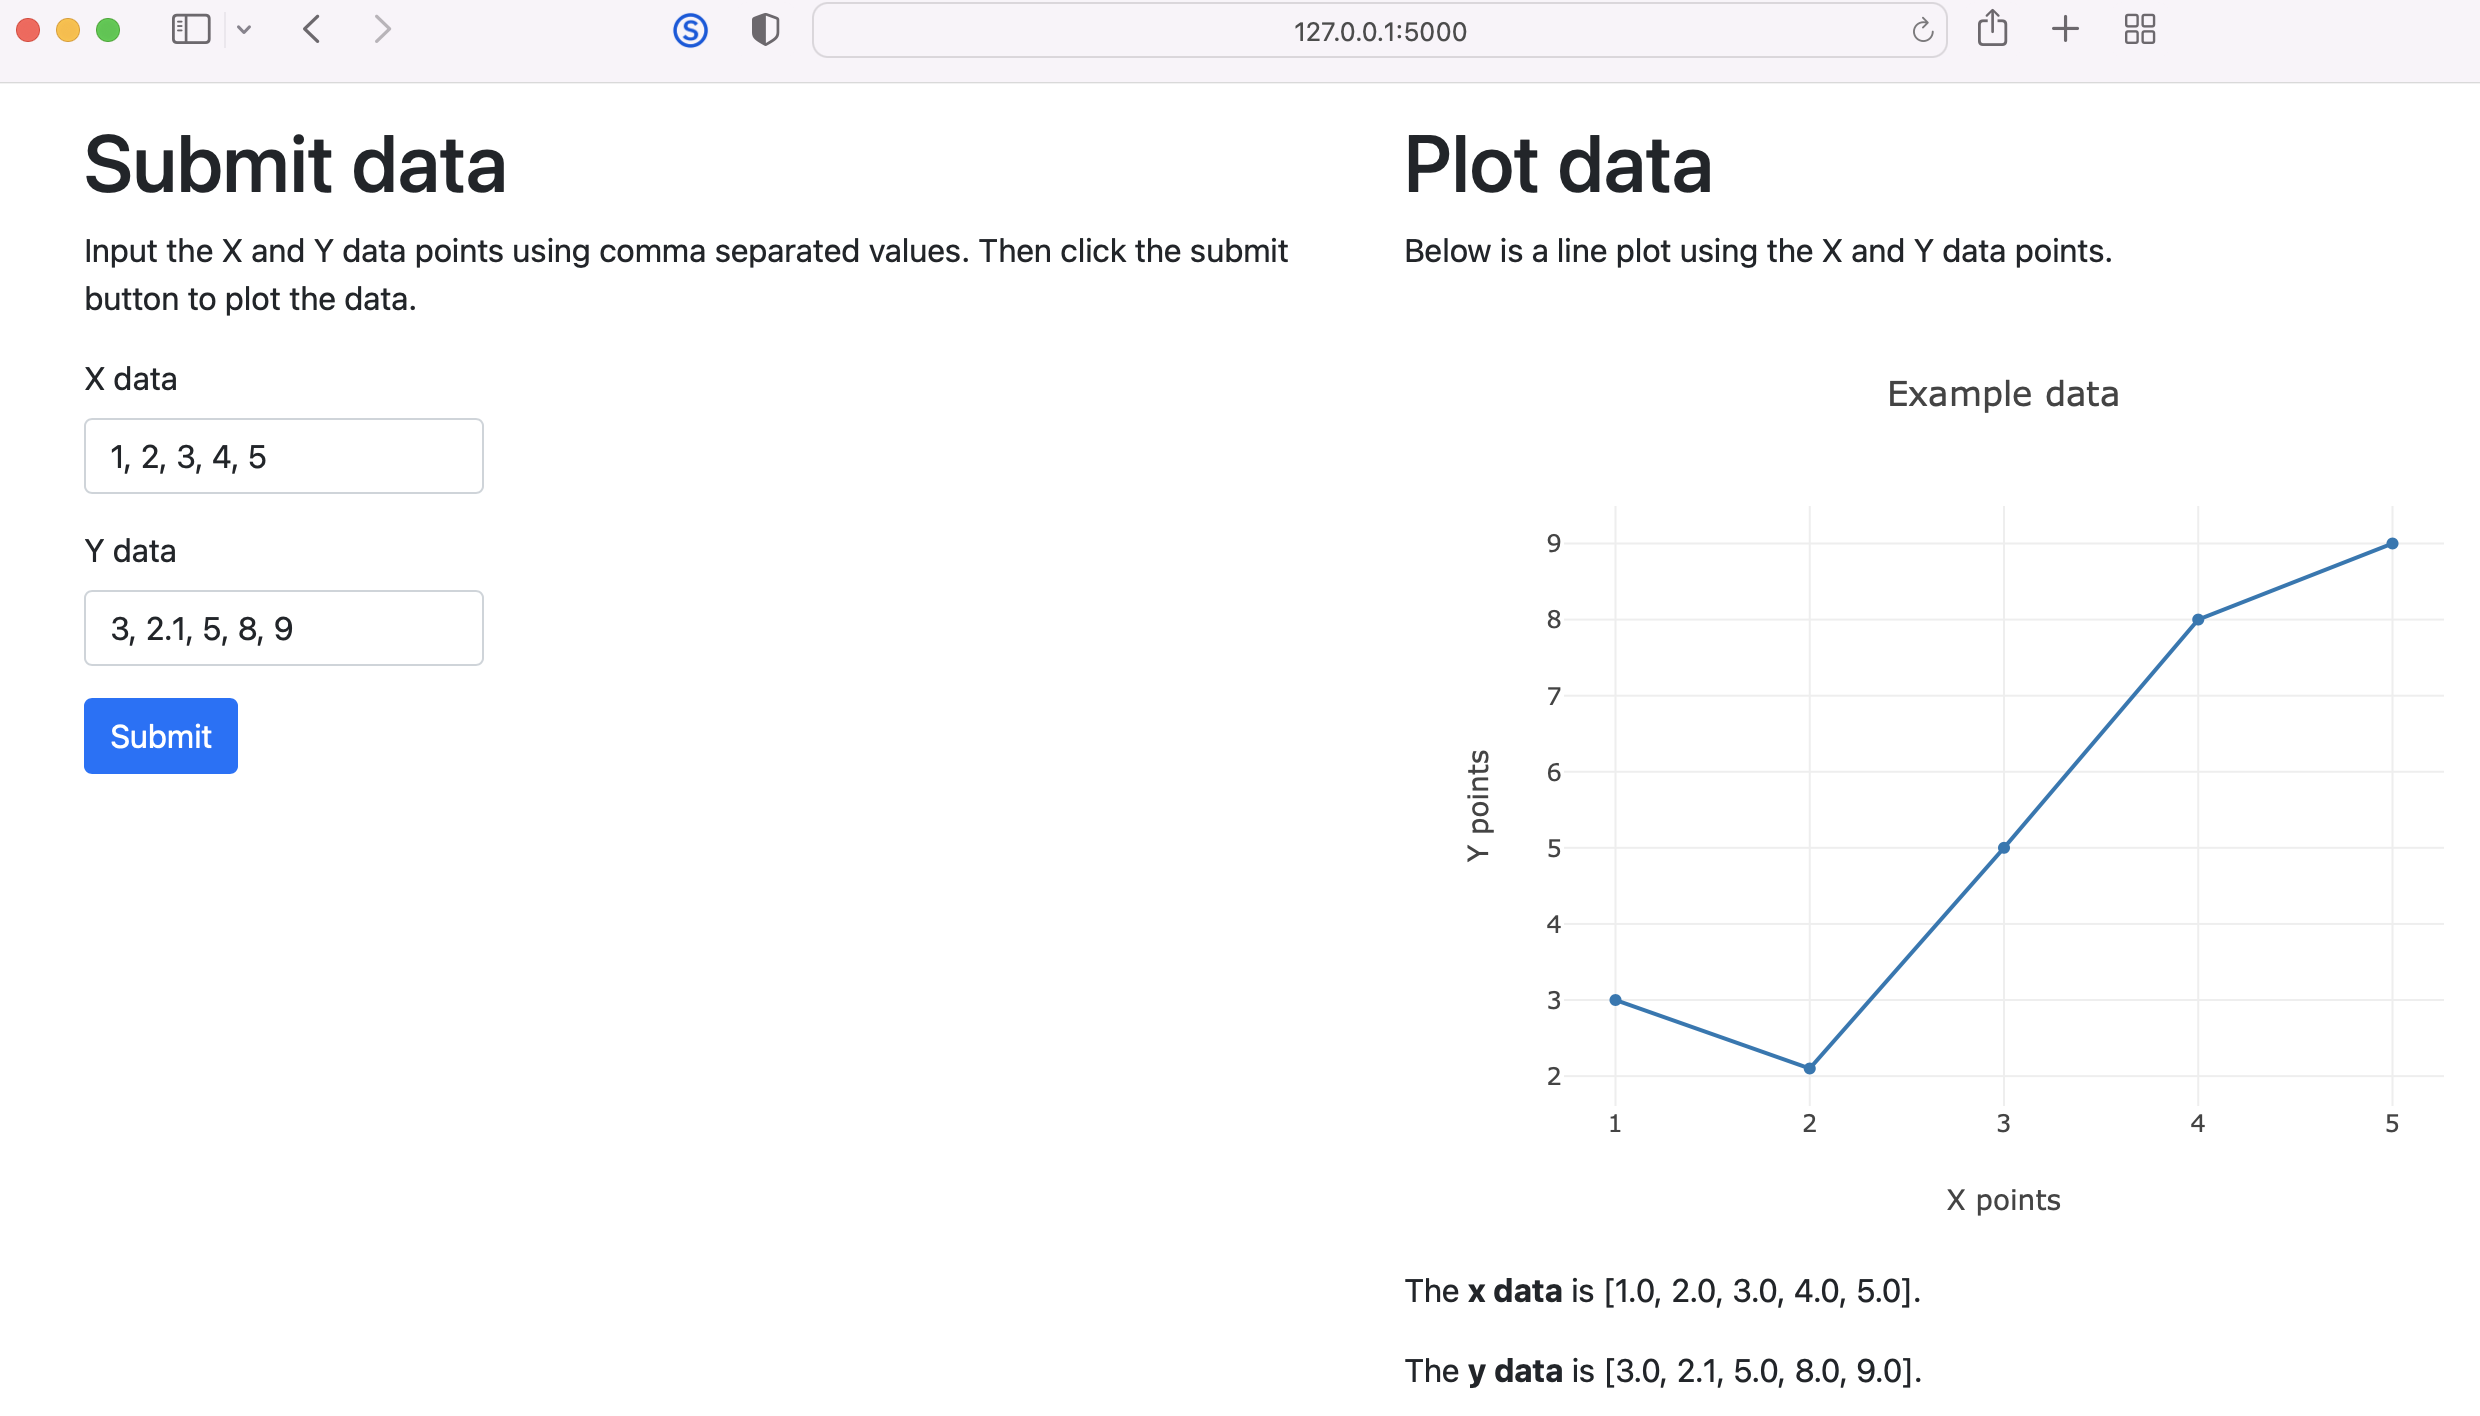 127.0.0.1:5000
Submit data
Input the X and Y data points using comma separated values. Then click the submit
button to plot the data.
X data
1, 2, 3, 4, 5
Y data
3, 2.1, 5, 8, 9
Submit
Plot data
Below is a line plot using the X and Y data points.
Example data
9
8
7
6
5
4
3
2
Y points
1 2 3 4 5
X points
The x data is [1.0, 2.0, 3.0, 4.0, 5.0].
The y data is [3.0, 2.1, 5.0, 8.0, 9.0].